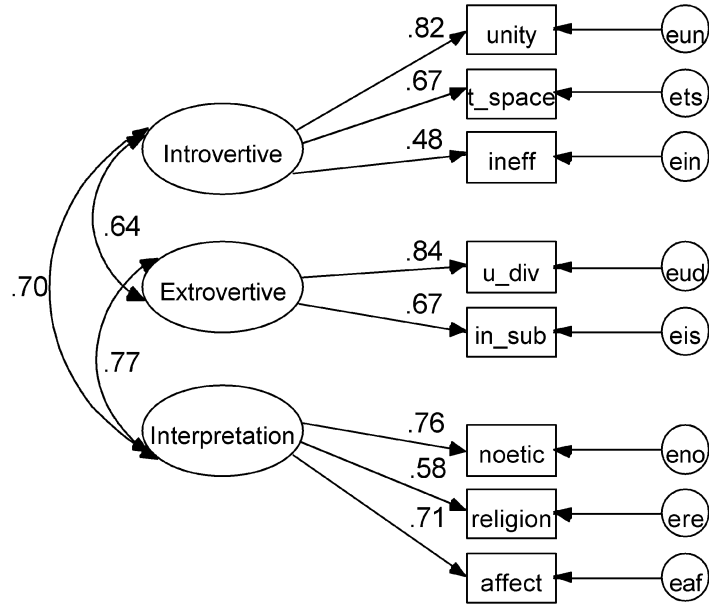 .82 unity eun
.67 t_space ets
Introvertive .48 ineff ein
.64
.84 u_div eud
.70 Extrovertive .67 in_sub eis
.77
.76 noetic eno
Interpretation .58 religion ere
.71 affect eaf